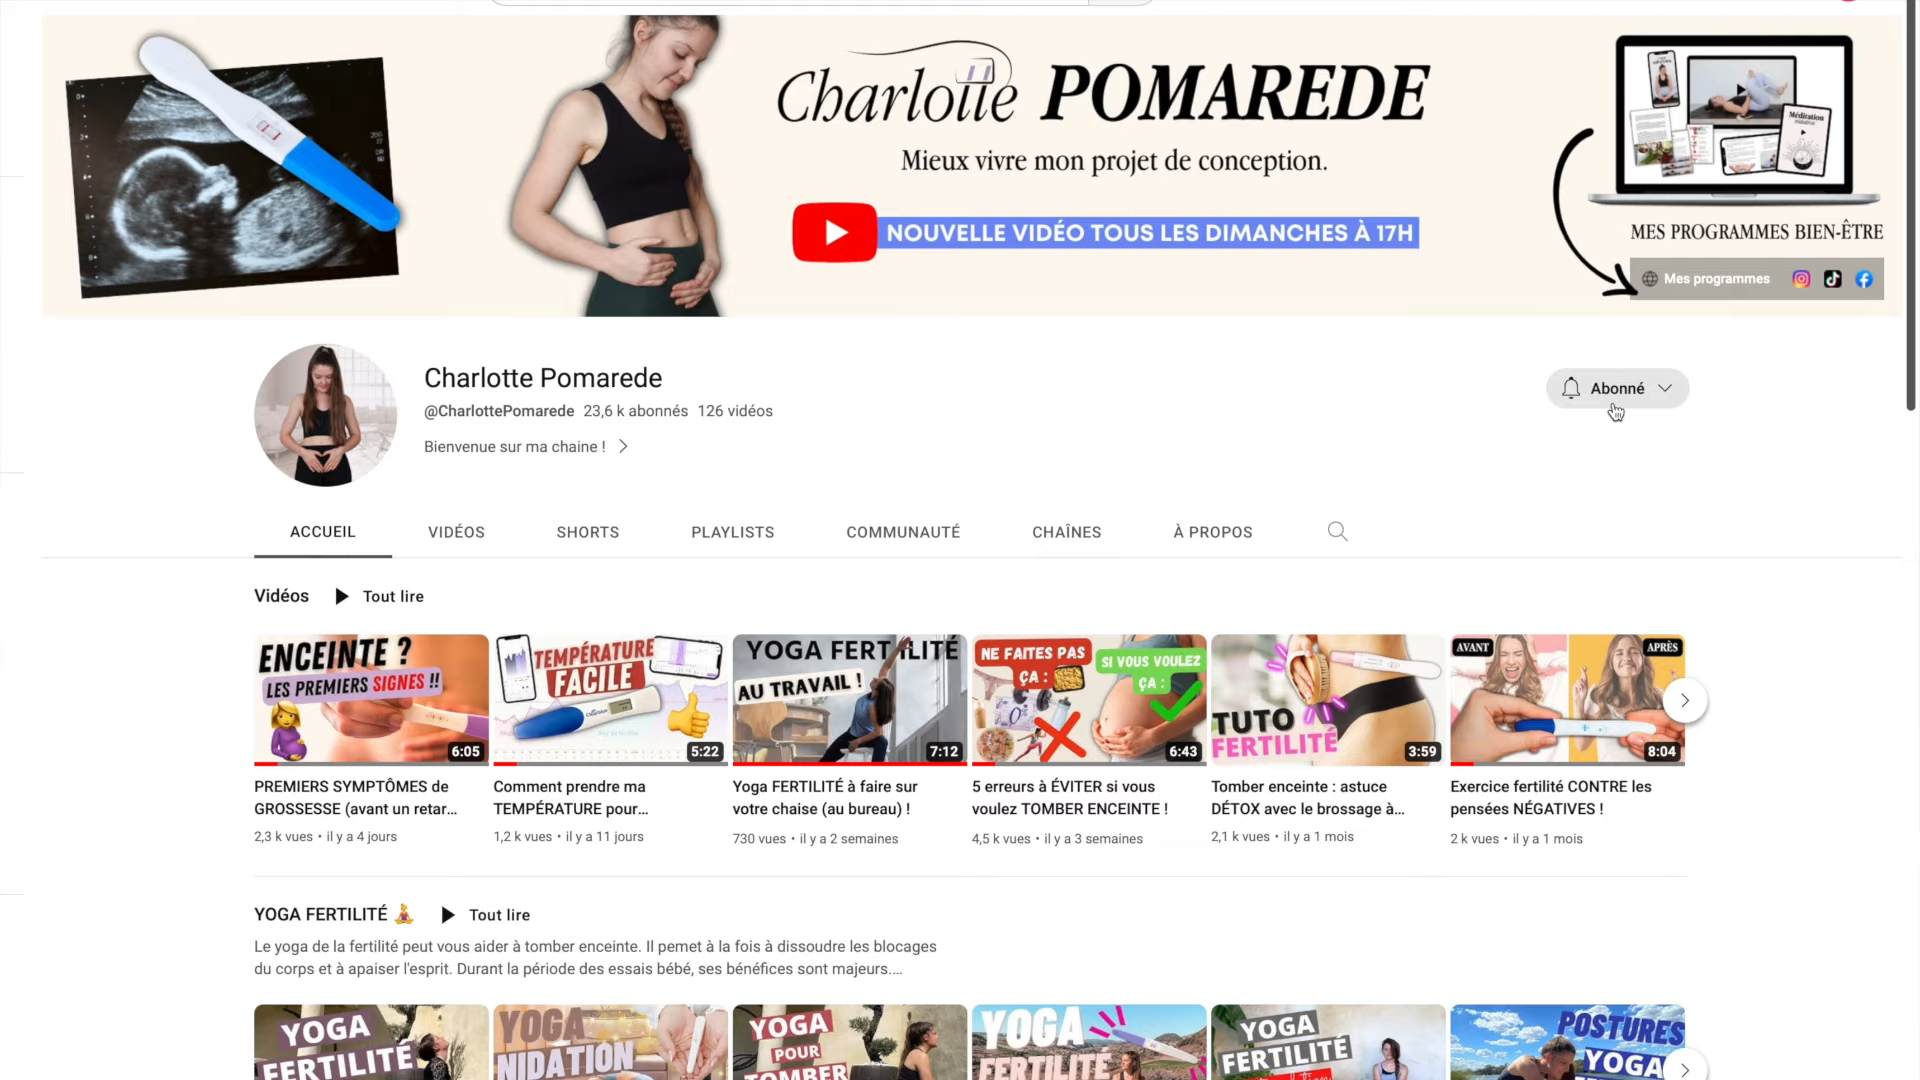 Charlotte POMAREDE
Mieux vivre mon projet de conception.
NOUVELLE VIDÉO TOUS LES DIMANCHES À 17H
Méditation
MES PROGRAMMES BIEN-ÊTRE
Mes programmes
Charlotte Pomarede
@CharlottePomarede 23,6 k abonnés 126 vidéos
Bienvenue sur ma chaine !
Abonné
ACCUEIL VIDÉOS SHORTS PLAYLISTS COMMUNAUTÉ CHAÎNES À PROPOS
Vidéos Tout lire
ENCEINTE ?
LES PREMIERS SIGNES !!
6:05
TEMPÉRATURE
FACILE
5:22
YOGA FERTILITÉ
AU TRAVAIL !
7:12
NE FAITES PAS
ÇA :
SI VOUS VOULEZ
ÇA :
6:43
TUTO
FERTILITÉ
3:59
AVANT
APRÈS
8:04
PREMIERS SYMPTÔMES de
GROSSESSE (avant un retar...
2,3 k vues • il y a 4 jours
Comment prendre ma
TEMPÉRATURE pour...
1,2 k vues • il y a 11 jours
Yoga FERTILITÉ à faire sur
votre chaise (au bureau) !
730 vues • il y a 2 semaines
5 erreurs à ÉVITER si vous
voulez TOMBER ENCEINTE !
4,5 k vues • il y a 3 semaines
Tomber enceinte : astuce
DÉTOX avec le brossage à...
2,1 k vues • il y a 1 mois
Exercice fertilité CONTRE les
pensées NÉGATIVES !
2 k vues • il y a 1 mois
YOGA FERTILITÉ Tout lire
Le yoga de la fertilité peut vous aider à tomber enceinte. Il pemet à la fois à dissoudre les blocages
du corps et à apaiser l'esprit. Durant la période des essais bébé, ses bénéfices sont majeurs....
YOGA
FERTILITÉ
YOGA
NIDATION
YOGA
POUR
TOMBER
YOGA
FERTILITÉ
YOGA
FERTILITÉ
POSTURES
YOGA